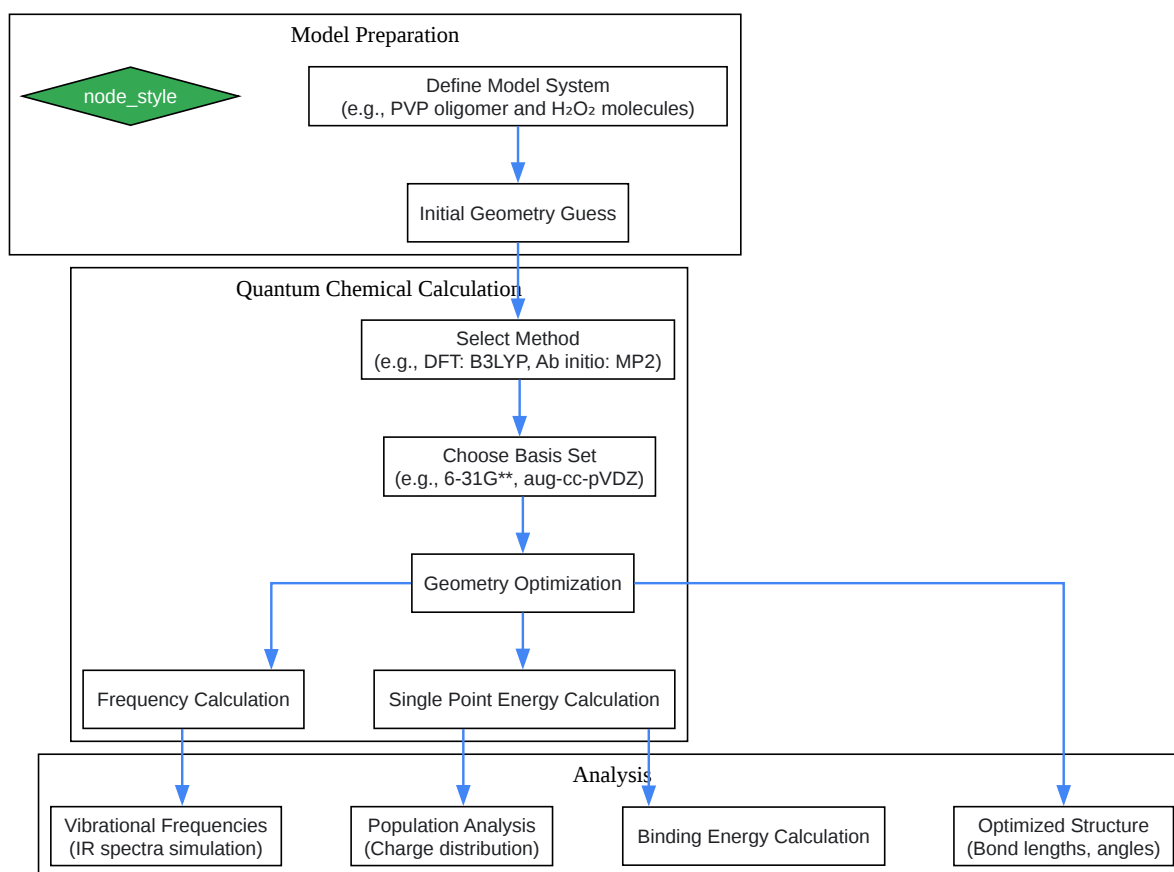 Model Preparation
node_style
Define Model System
(e.g., PVP oligomer and H₂O₂ molecules)
Initial Geometry Guess
Quantum Chemical Calculation
Select Method
(e.g., DFT: B3LYP, Ab initio: MP2)
Choose Basis Set
(e.g., 6-31G**, aug-cc-pVDZ)
Geometry Optimization
Frequency Calculation
Single Point Energy Calculation
Analysis
Vibrational Frequencies
(IR spectra simulation)
Population Analysis
(Charge distribution)
Binding Energy Calculation
Optimized Structure
(Bond lengths, angles)